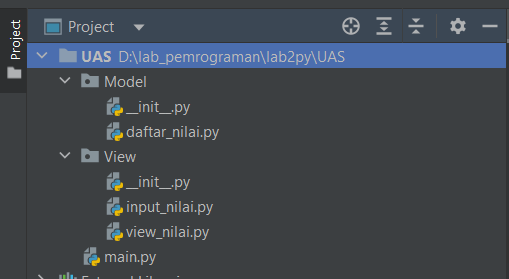 Project
Project
UAS D:\lab_pemrograman\lab2py\UAS
Model
__init__.py
daftar_nilai.py
View
__init__.py
input_nilai.py
view_nilai.py
main.py